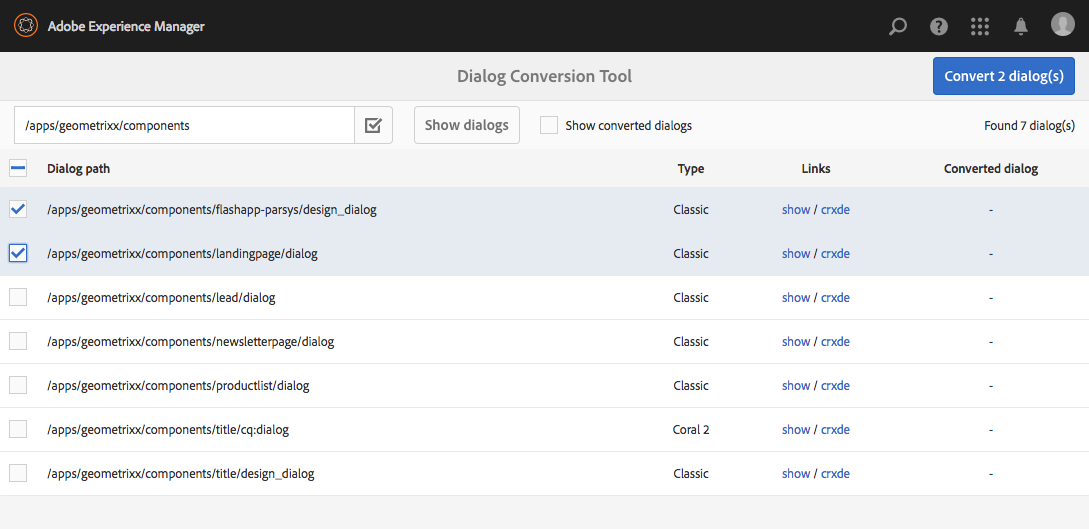 Adobe Experience Manager
Dialog Conversion Tool
Convert 2 dialog(s)
/apps/geometrixx/components
Show dialogs
Show converted dialogs
Found 7 dialog(s)
Dialog path Type Links Converted dialog
/apps/geometrixx/components/flashapp-parsys/design_dialog Classic show / crxde -
/apps/geometrixx/components/landingpage/dialog Classic show / crxde -
/apps/geometrixx/components/lead/dialog Classic show / crxde -
/apps/geometrixx/components/newsletterpage/dialog Classic show / crxde -
/apps/geometrixx/components/productlist/dialog Classic show / crxde -
/apps/geometrixx/components/title/cq:dialog Coral 2 show / crxde -
/apps/geometrixx/components/title/design_dialog Classic show / crxde -